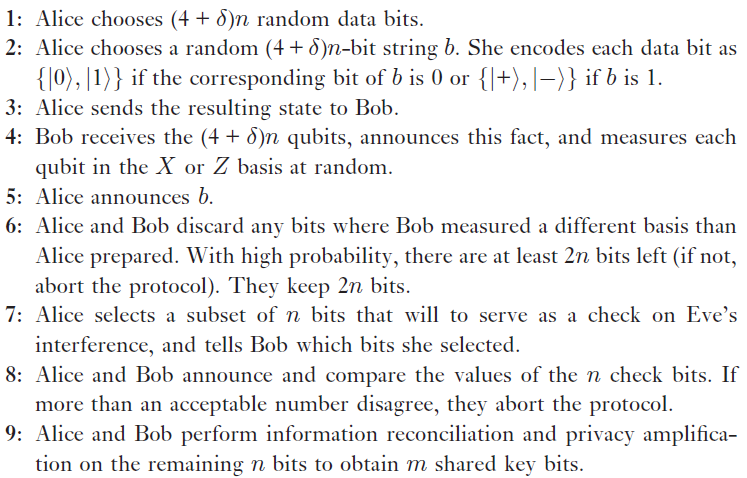 1: Alice chooses (4 + δ)n random data bits.
2: Alice chooses a random (4 + δ)n-bit string b. She encodes each data bit as
{|0⟩, |1⟩} if the corresponding bit of b is 0 or {|+⟩, |−⟩} if b is 1.
3: Alice sends the resulting state to Bob.
4: Bob receives the (4 + δ)n qubits, announces this fact, and measures each
qubit in the X or Z basis at random.
5: Alice announces b.
6: Alice and Bob discard any bits where Bob measured a different basis than
Alice prepared. With high probability, there are at least 2n bits left (if not,
abort the protocol). They keep 2n bits.
7: Alice selects a subset of n bits that will to serve as a check on Eve's
interference, and tells Bob which bits she selected.
8: Alice and Bob announce and compare the values of the n check bits. If
more than an acceptable number disagree, they abort the protocol.
9: Alice and Bob perform information reconciliation and privacy amplifica-
tion on the remaining n bits to obtain m shared key bits.